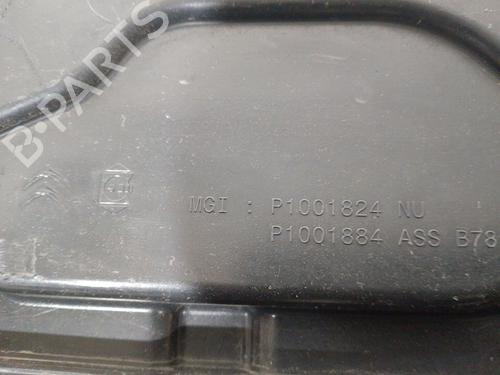 B-PARTS
MGI : P1001824 NU
P1001884 ASS B78